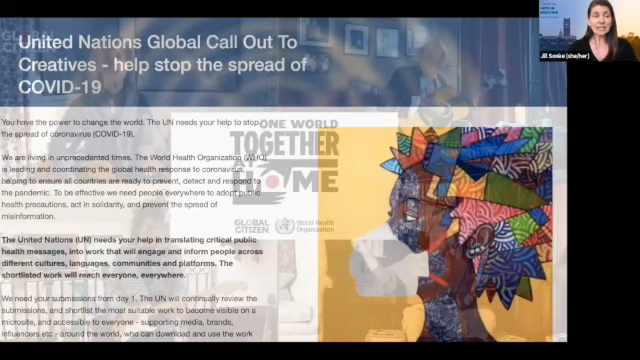 United Nations Global Call Out To
Creatives - help stop the spread of
COVID-19
You have the power to change the world. The UN needs your help to stop
the spread of coronavirus (COVID-19).
We are living in unprecedented times. The World Health Organization (WHO)
is leading and coordinating the global health response to coronavirus,
helping to ensure all countries are ready to prevent, detect and respond to
the pandemic. To be effective we need people everywhere to adopt public
health precautions, act in solidarity, and prevent the spread of
misinformation.
The United Nations (UN) needs your help in translating critical public
health messages, into work that will engage and inform people across
different cultures, languages, communities and platforms. The
shortlisted work will reach everyone, everywhere.
We need your submissions from day 1. The UN will continually review the
submissions, and shortlist the most suitable work to become visible on a
microsite, and accessible to everyone - supporting media, brands,
influencers etc - around the world, who can download and use the work
ONE WORLD
TOGETHER
AT
HOME
GLOBAL
CITIZEN
World Health
Organization
ARTS IN
MEDICINE
Jill Sonke (she/her)